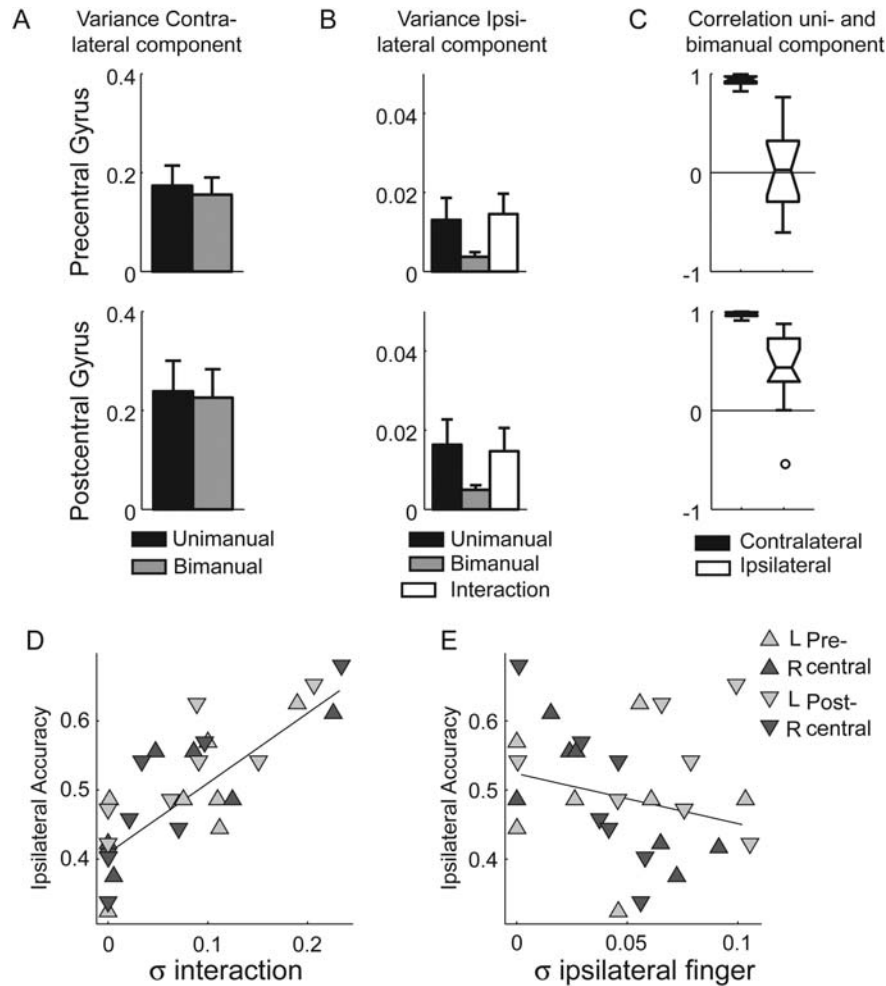 A
Variance Contra-
lateral component
B
Variance Ipsi-
lateral component
C
Correlation uni- and
bimanual component
Precentral Gyrus
0.4
0.2
0
0.04
0.02
0
1
0
-1
Postcentral Gyrus
0.4
0.2
0
0.04
0.02
0
1
0
-1
Unimanual
Bimanual
Unimanual
Bimanual
Interaction
Contralateral
Ipsilateral
D
Ipsilateral Accuracy
0.6
0.5
0.4
0
0.1
0.2
σ interaction
E
Ipsilateral Accuracy
0.6
0.5
0.4
0
0.05
0.1
σ ipsilateral finger
L Pre-
R central
L Post-
R central